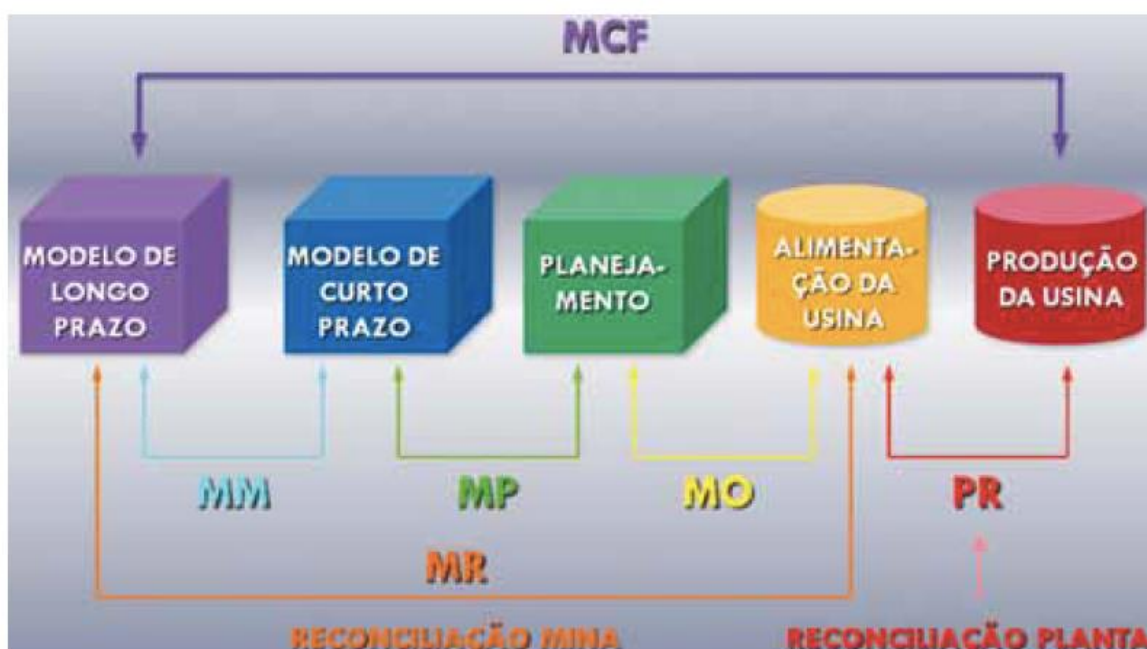 MCF
MODELO DE
LONGO
PRAZO
MODELO DE
CURTO
PRAZO
PLANEJA-
MENTO
ALIMENTA-
ÇÃO DA
USINA
PRODUÇÃO
DA USINA
MM
MP
MO
PR
MR
RECONCILIAÇÃO MINA
RECONCILIAÇÃO PLANTA